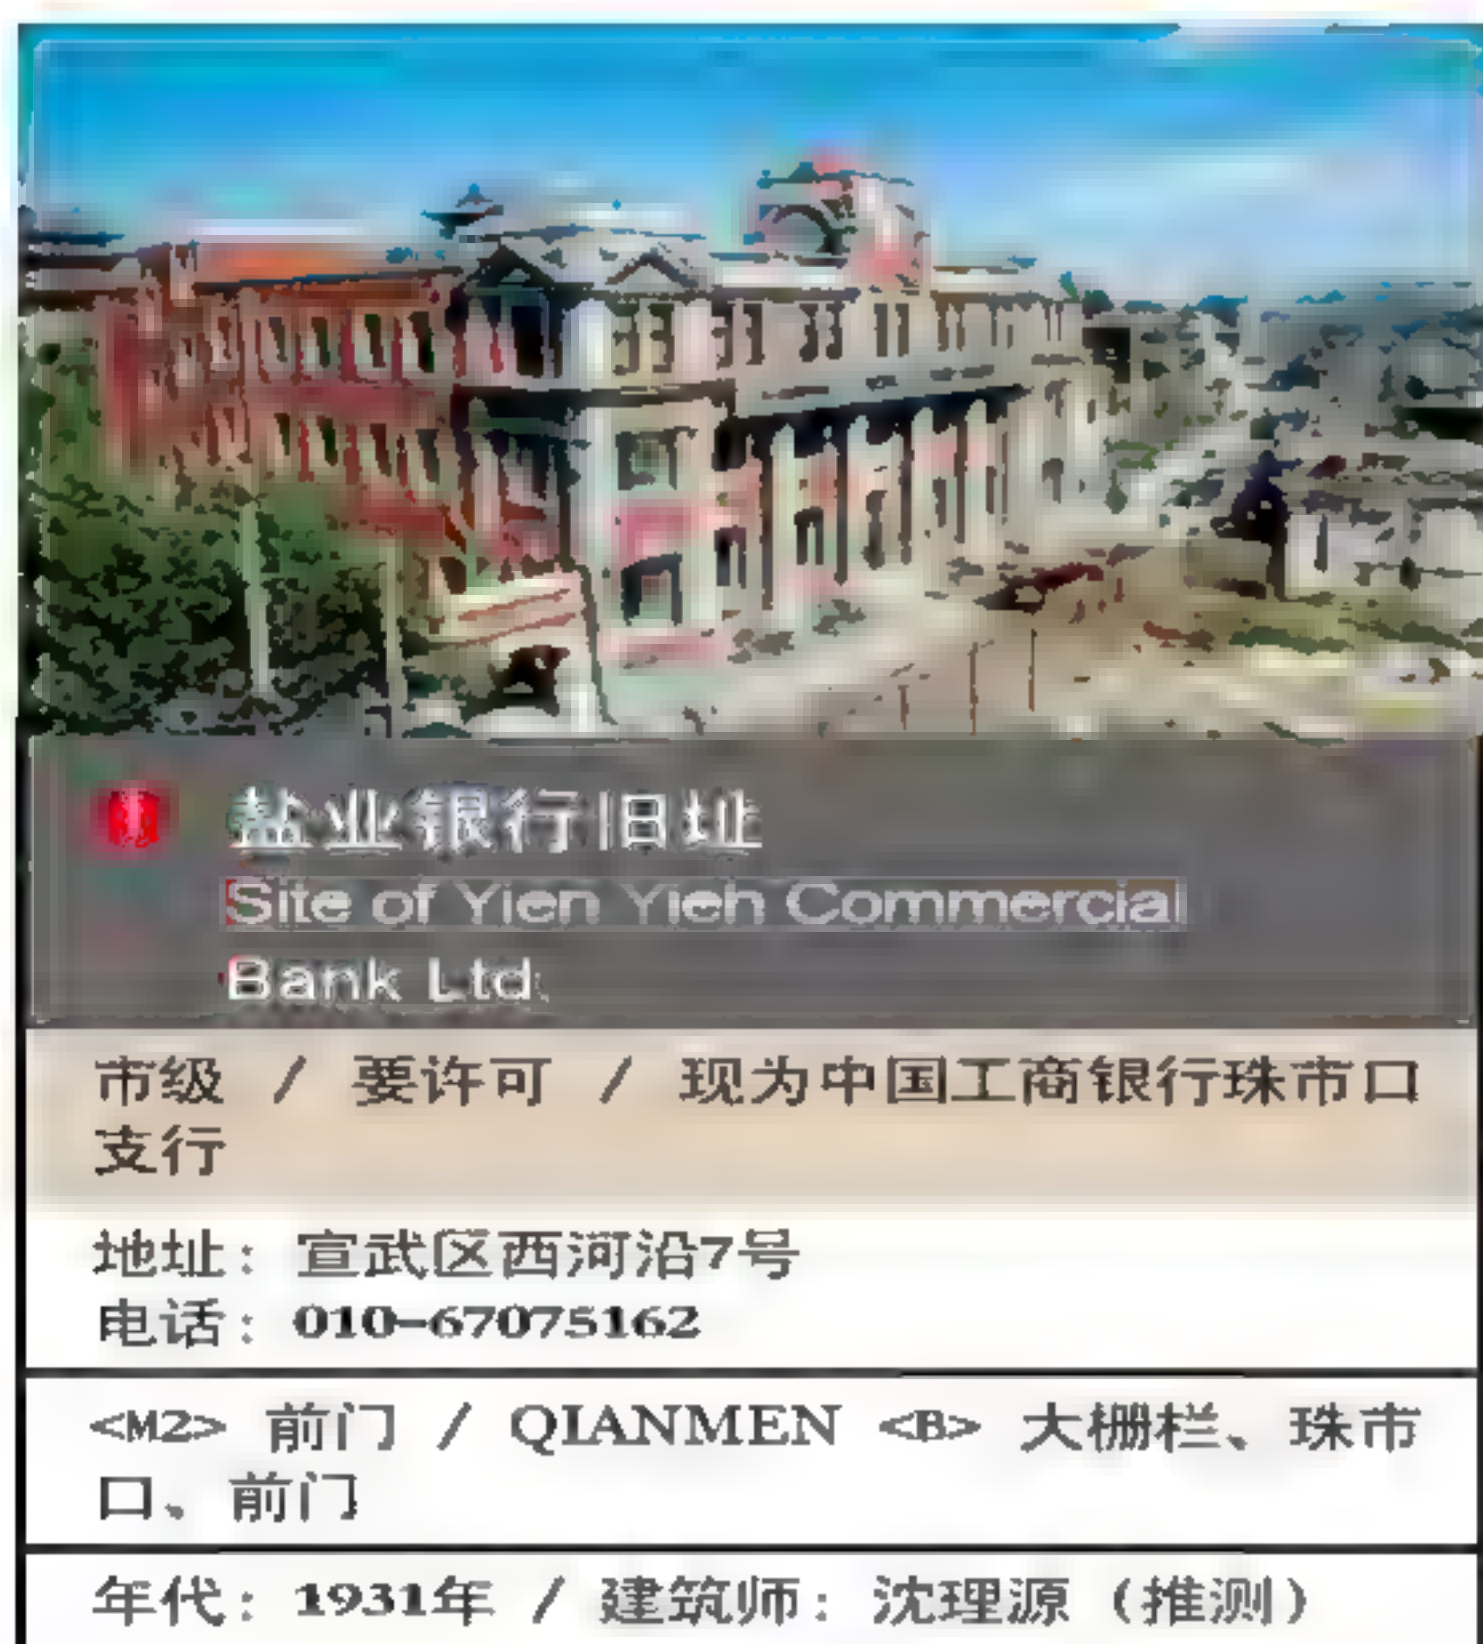 盐业银行旧址
Site of Yien Yieh Commercial
Bank Ltd.
市级 / 要许可 / 现为中国工商银行珠市口
支行
地址：宣武区西河沿7号
电话：010-67075162
<M2> 前门 / QIANMEN <B> 大栅栏、珠市
口、前门
年代：1931年 / 建筑师：沈理源（推测）